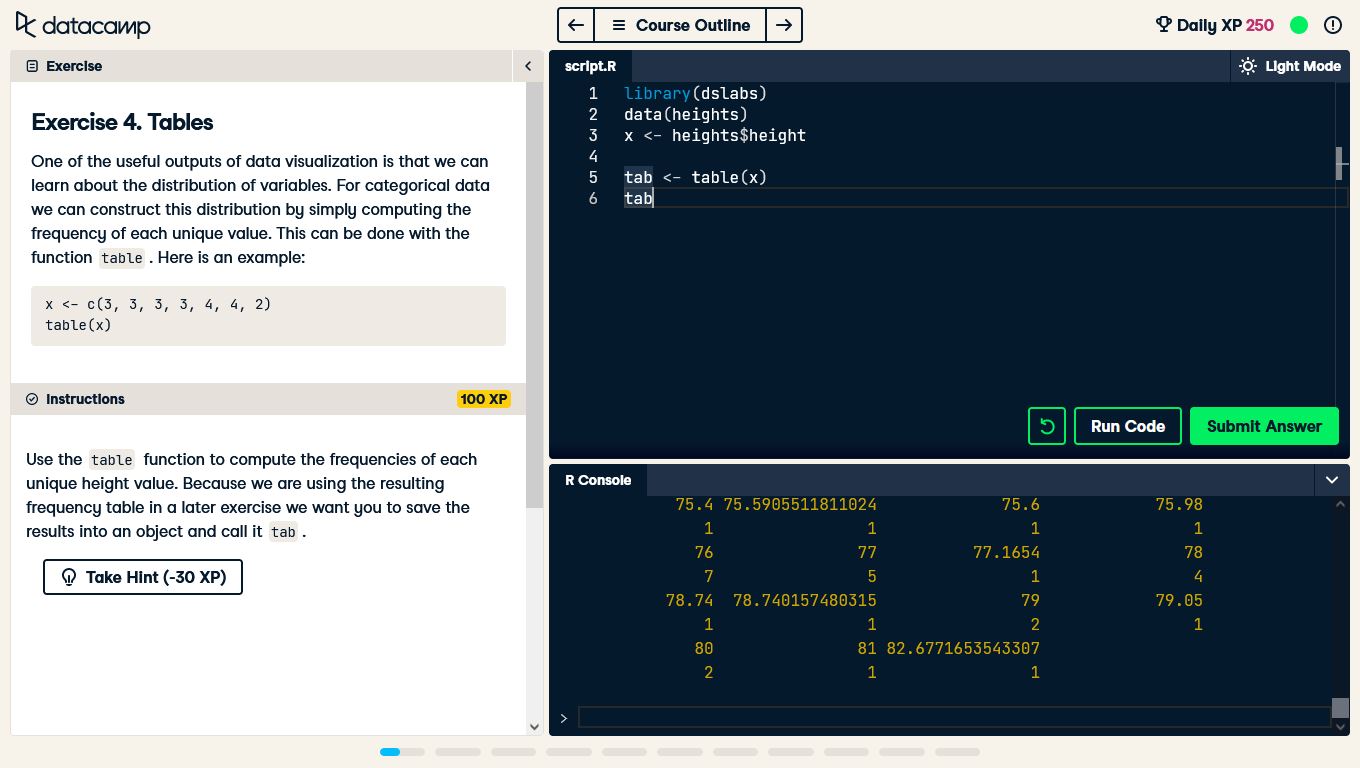 datacamp
Course Outline
Daily XP 250
Exercise
Exercise 4. Tables
One of the useful outputs of data visualization is that we can
learn about the distribution of variables. For categorical data
we can construct this distribution by simply computing the
frequency of each unique value. This can be done with the
function table . Here is an example:
x <- c(3, 3, 3, 3, 4, 4, 2)
table(x)
Instructions
100 XP
Use the table function to compute the frequencies of each
unique height value. Because we are using the resulting
frequency table in a later exercise we want you to save the
results into an object and call it tab .
Take Hint (-30 XP)
script.R
Light Mode
1 library(dslabs)
2 data(heights)
3 x <- heights$height
4
5 tab <- table(x)
6 tab
Run Code
Submit Answer
R Console
75.4 75.5905511811024 75.6 75.98
1 1 1 1
76 77 77.1654 78
7 5 1 4
78.74 78.740157480315 79 79.05
1 1 2 1
80 81 82.6771653543307
2 1 1
>